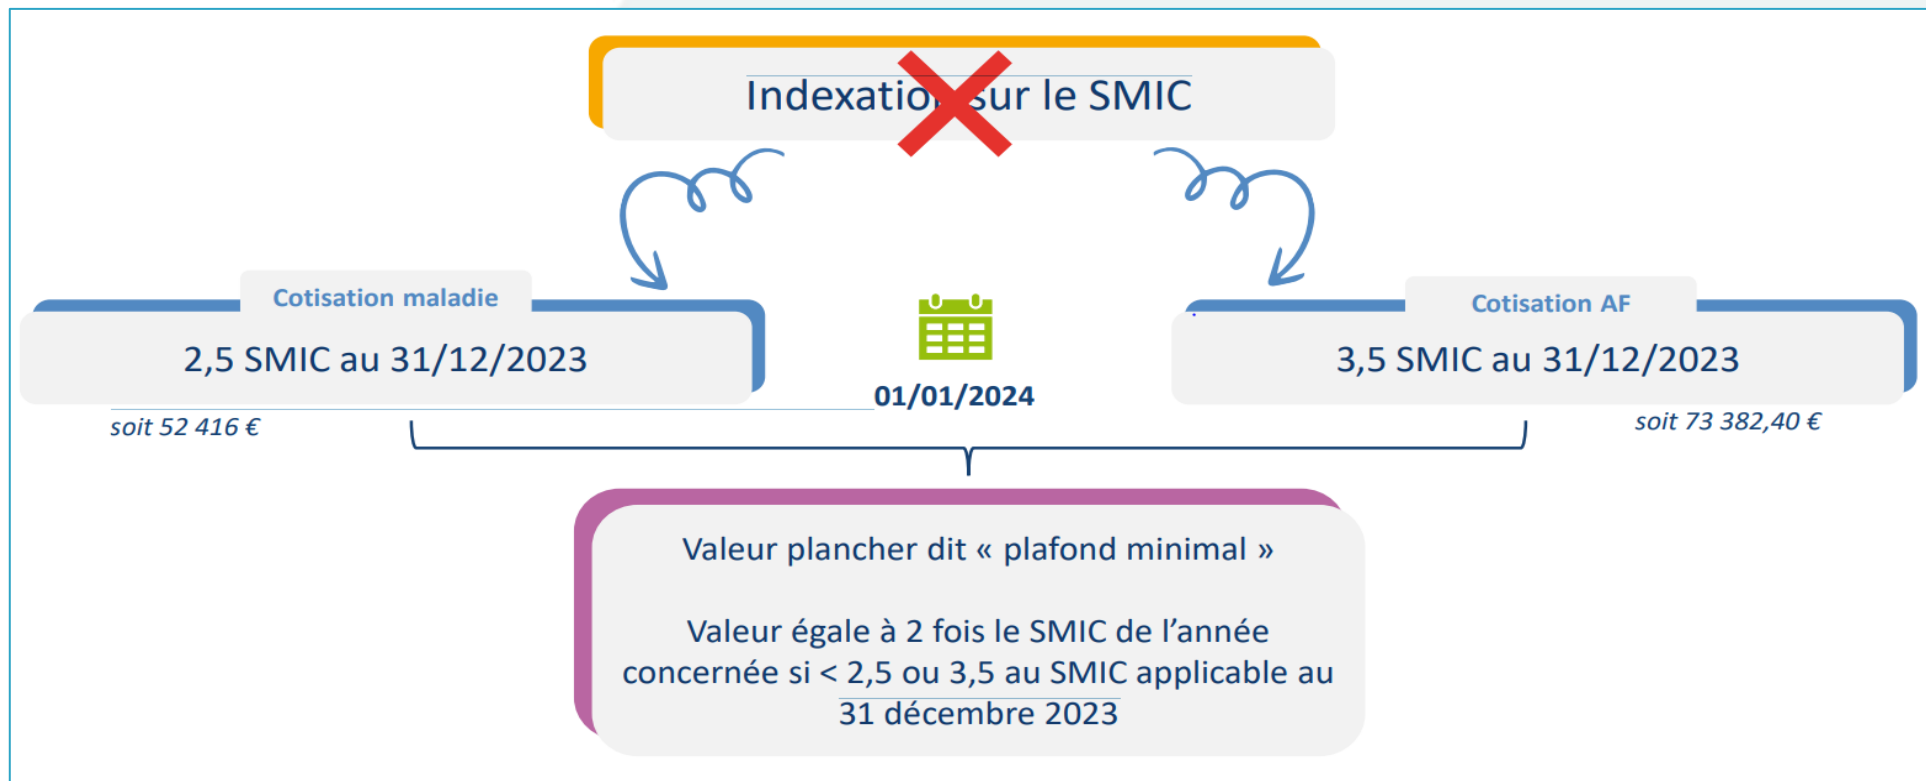 Indexation sur le SMIC
Cotisation maladie
2,5 SMIC au 31/12/2023
soit 52 416 €
01/01/2024
Cotisation AF
3,5 SMIC au 31/12/2023
soit 73 382,40 €
Valeur plancher dit « plafond minimal »
Valeur égale à 2 fois le SMIC de l’année
concernée si < 2,5 ou 3,5 au SMIC applicable au
31 décembre 2023